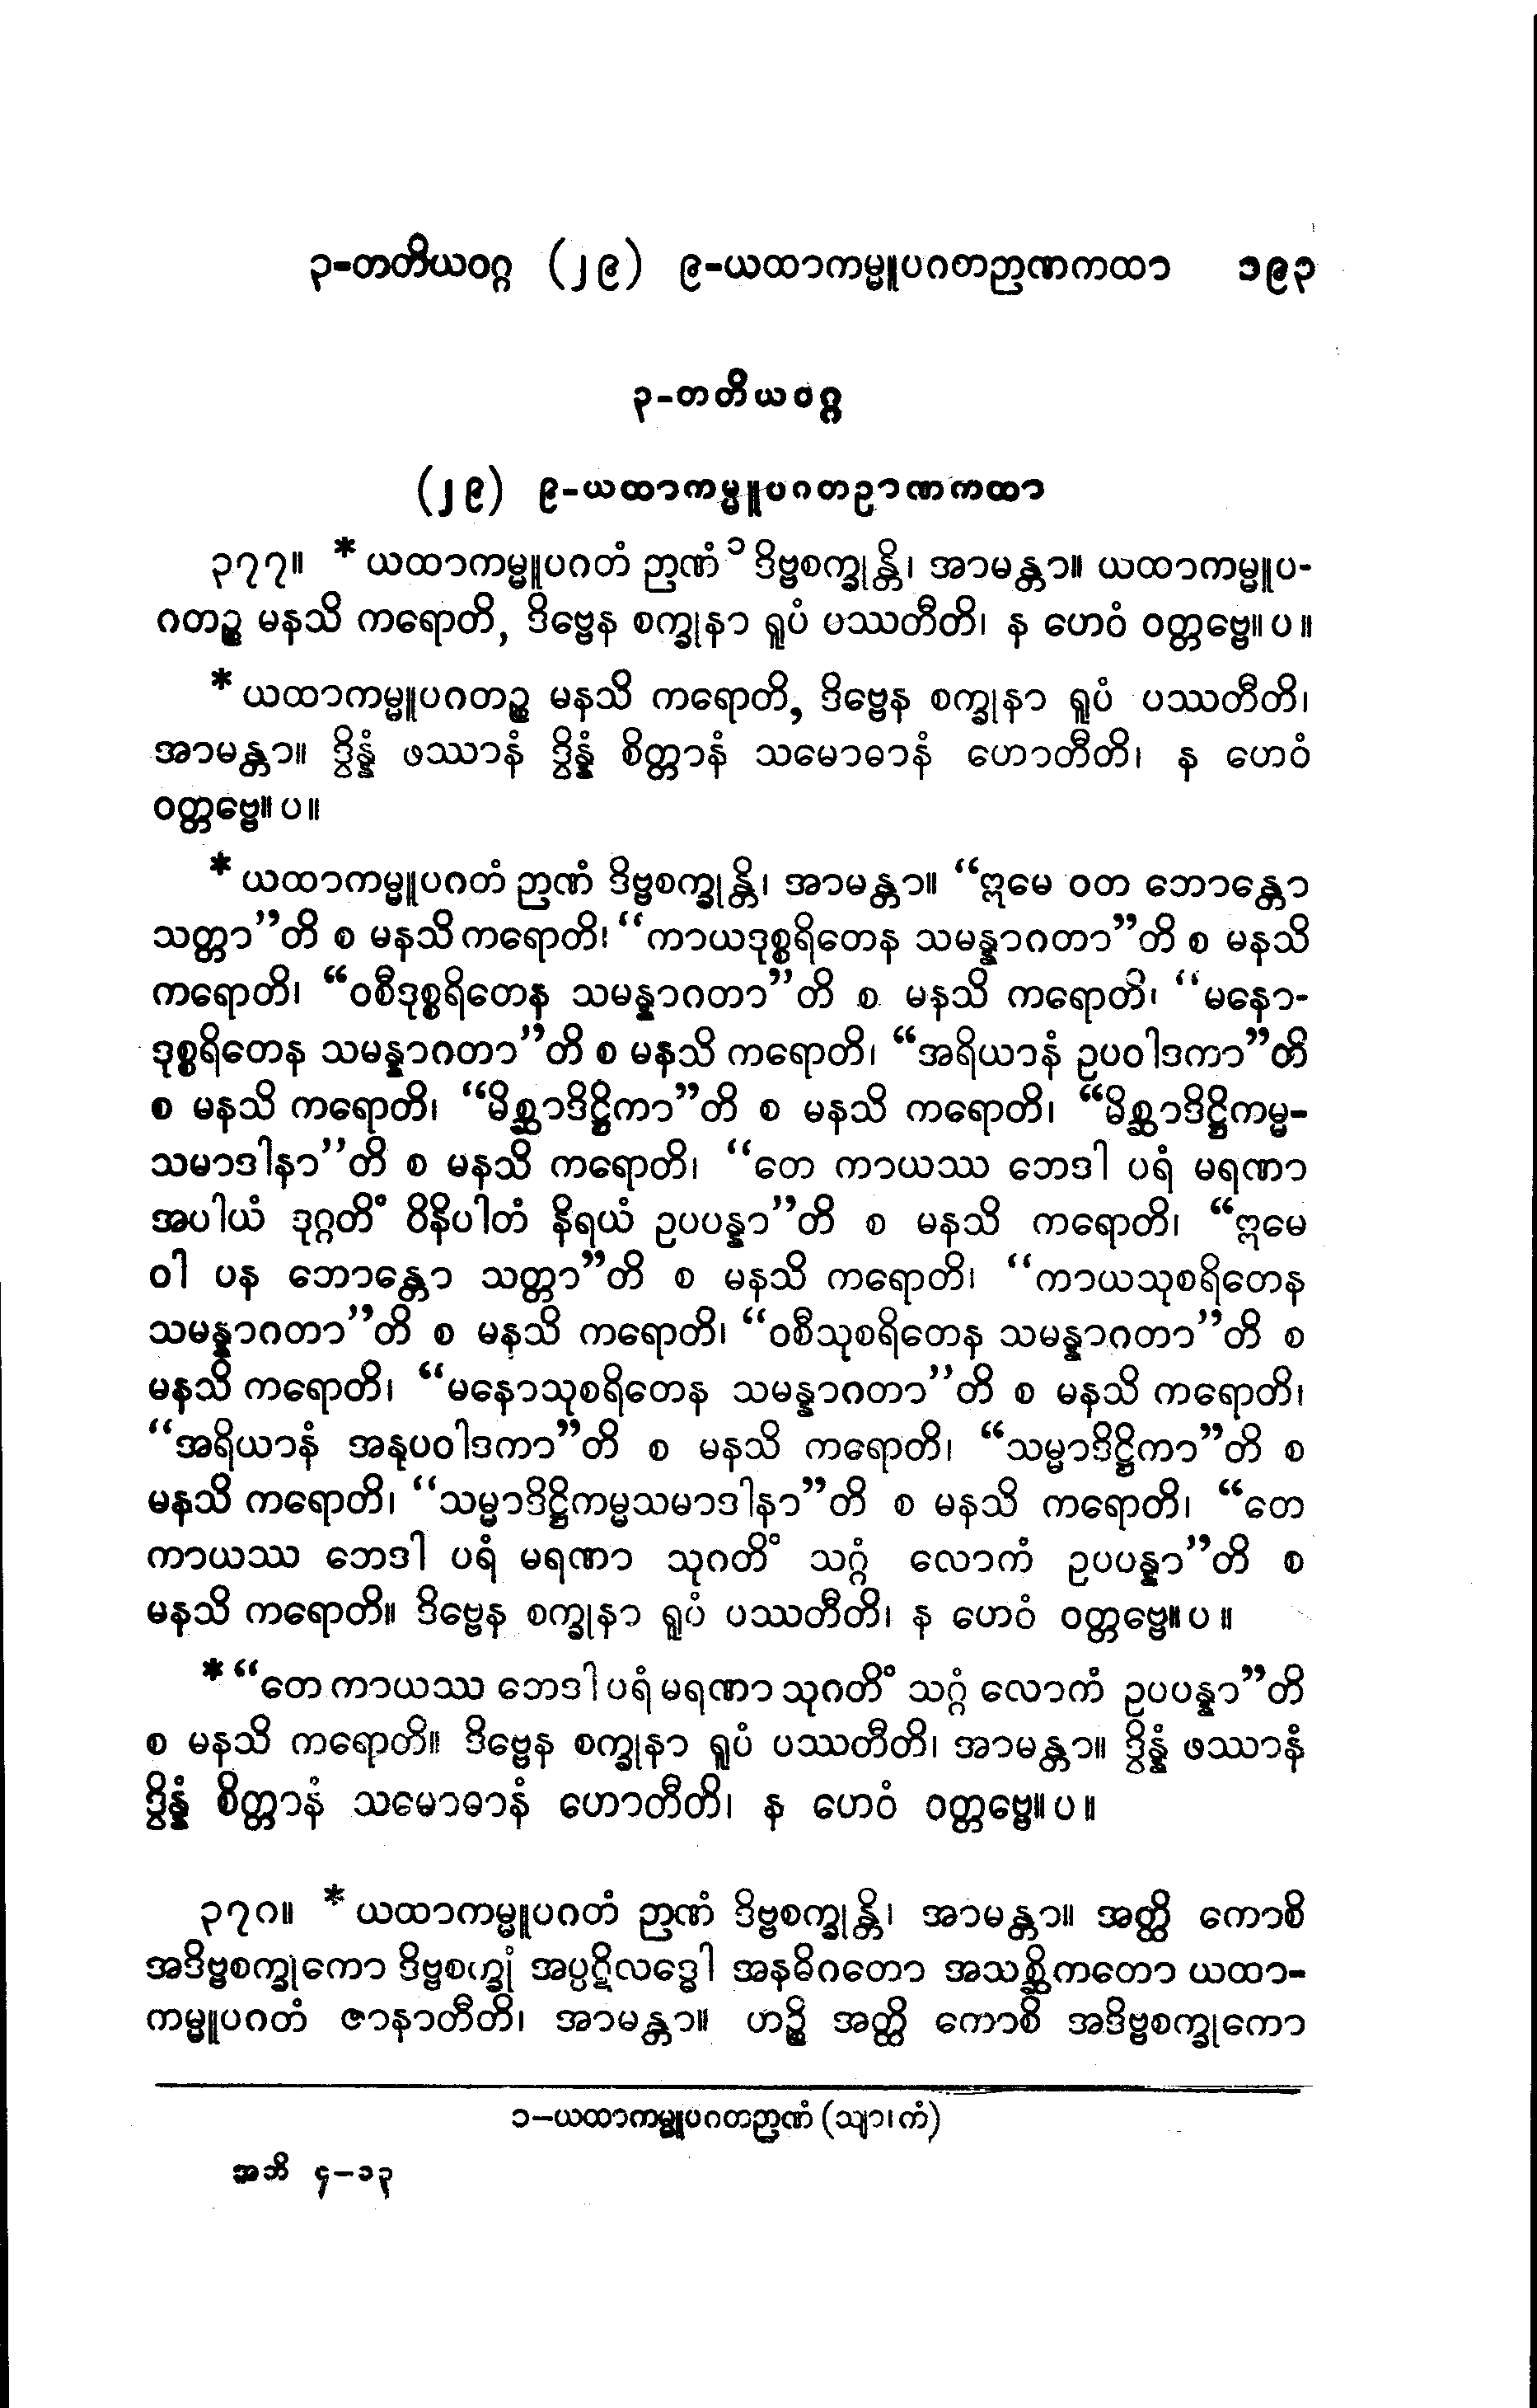 ၃-တတိယဝဂ္ဂ (၂၉) ၉-ယထာကမ္မူပဂတဉာဏကထာ ၁၉၃
၃-တတိယဝဂ္ဂ
(၂၉) ၉-ယထာကမ္မူပဂတဉာဏကထာ
၃၇၇။ * ယထာကမ္မူပဂတံ ဉာဏံ ၁ ဒိဗ္ဗစက္ခုန္တိ၊ အာမန္တာ။ ယထာကမ္မူပ-
ဂတဉ္စ မနသိ ကရောတိ, ဒိဗ္ဗေန စက္ခုနာ ရူပံ ပဿတီတိ၊ န ဟေဝံ ဝတ္တဗ္ဗေ။ပ။
* ယထာကမ္မူပဂတဉ္စ မနသိ ကရောတိ, ဒိဗ္ဗေန စက္ခုနာ ရူပံ ပဿတီတိ၊
အာမန္တာ။ ဒွိန္နံ ဖဿာနံ ဒွိန္နံ စိတ္တာနံ သမောဓာနံ ဟောတီတိ၊ န ဟေဝံ
ဝတ္တဗ္ဗေ။ပ။
* ယထာကမ္မူပဂတံ ဉာဏံ ဒိဗ္ဗစက္ခုန္တိ၊ အာမန္တာ။ “ဣမေ ဝတ ဘောန္တော
သတ္တာ”တိ စ မနသိ ကရောတိ၊ “ကာယဒုစ္စရိတေန သမန္နာဂတာ”တိ စ မနသိ
ကရောတိ၊ “ဝစီဒုစ္စရိတေန သမန္နာဂတာ”တိ စ မနသိ ကရောတိ၊ “မနော-
ဒုစ္စရိတေန သမန္နာဂတာ”တိ စ မနသိ ကရောတိ၊ “အရိယာနံ ဥပဝါဒကာ”တိ
စ မနသိ ကရောတိ၊ “မိစ္ဆာဒိဋ္ဌိကာ”တိ စ မနသိ ကရောတိ၊ “မိစ္ဆာဒိဋ္ဌိကမ္မ-
သမာဒါနာ”တိ စ မနသိ ကရောတိ၊ “တေ ကာယဿ ဘေဒါ ပရံ မရဏာ
အပါယံ ဒုဂ္ဂတိံ ဝိနိပါတံ နိရယံ ဥပပန္နာ”တိ စ မနသိ ကရောတိ၊ “ဣမေ
ဝါ ပန ဘောန္တော သတ္တာ”တိ စ မနသိ ကရောတိ၊ “ကာယသုစရိတေန
သမန္နာဂတာ”တိ စ မနသိ ကရောတိ၊ “ဝစီသုစရိတေန သမန္နာဂတာ”တိ စ
မနသိ ကရောတိ၊ “မနောသုစရိတေန သမန္နာဂတာ”တိ စ မနသိ ကရောတိ၊
“အရိယာနံ အနုပဝါဒကာ”တိ စ မနသိ ကရောတိ၊ “သမ္မာဒိဋ္ဌိကာ”တိ စ
မနသိ ကရောတိ၊ “သမ္မာဒိဋ္ဌိကမ္မသမာဒါနာ”တိ စ မနသိ ကရောတိ၊ “တေ
ကာယဿ ဘေဒါ ပရံ မရဏာ သုဂတိံ သဂ္ဂံ လောကံ ဥပပန္နာ”တိ စ
မနသိ ကရောတိ။ ဒိဗ္ဗေန စက္ခုနာ ရူပံ ပဿတီတိ၊ န ဟေဝံ ဝတ္တဗ္ဗေ။ပ။
* “တေ ကာယဿ ဘေဒါ ပရံ မရဏာ သုဂတိံ သဂ္ဂံ လောကံ ဥပပန္နာ”တိ
စ မနသိ ကရောတိ။ ဒိဗ္ဗေန စက္ခုနာ ရူပံ ပဿတီတိ၊ အာမန္တာ။ ဒွိန္နံ ဖဿာနံ
ဒွိန္နံ စိတ္တာနံ သမောဓာနံ ဟောတီတိ၊ န ဟေဝံ ဝတ္တဗ္ဗေ။ပ။
၃၇၈။ * ယထာကမ္မူပဂတံ ဉာဏံ ဒိဗ္ဗစက္ခုန္တိ၊ အာမန္တာ။ အတ္ထိ ကောစိ
အဒိဗ္ဗစက္ခုကော ဒိဗ္ဗစက္ခုံ အပ္ပဋိလဒ္ဓေါ အနဓိဂတော အသစ္ဆိကတော ယထာ-
ကမ္မူပဂတံ ဇာနာတီတိ၊ အာမန္တာ။ ဟဉ္စိ အတ္ထိ ကောစိ အဒိဗ္ဗစက္ခုကော
၁–ယထာကမ္မူပဂတဉာဏံ (သျာ၊ကံ)
အဘိ ၄–၁၃